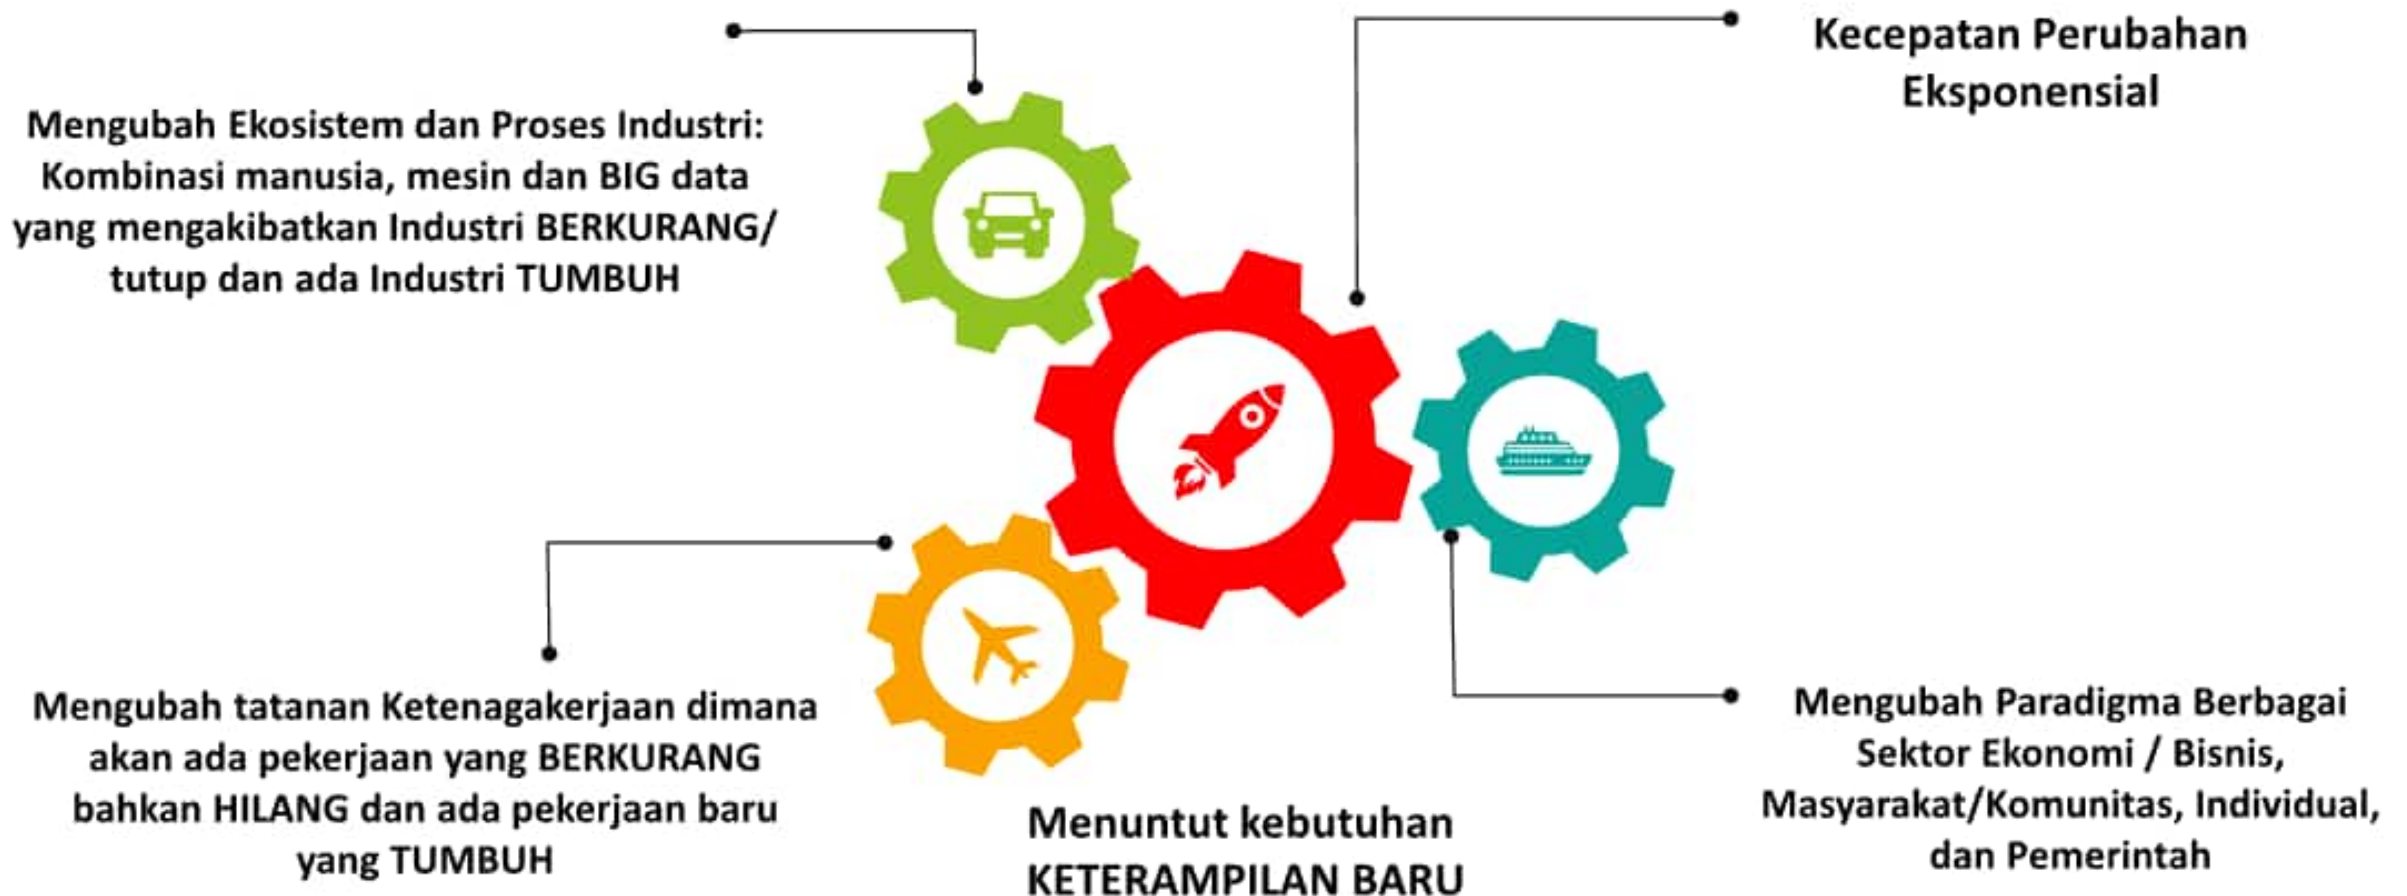 Mengubah Ekosistem dan Proses Industri:
Kombinasi manusia, mesin dan BIG data
yang mengakibatkan Industri BERKURANG/
tutup dan ada Industri TUMBUH
Kecepatan Perubahan
Eksponensial
Mengubah tatanan Ketenagakerjaan dimana
akan ada pekerjaan yang BERKURANG
bahkan HILANG dan ada pekerjaan baru
yang TUMBUH
Menuntut kebutuhan
KETERAMPILAN BARU
Mengubah Paradigma Berbagai
Sektor Ekonomi / Bisnis,
Masyarakat/Komunitas, Individual,
dan Pemerintah